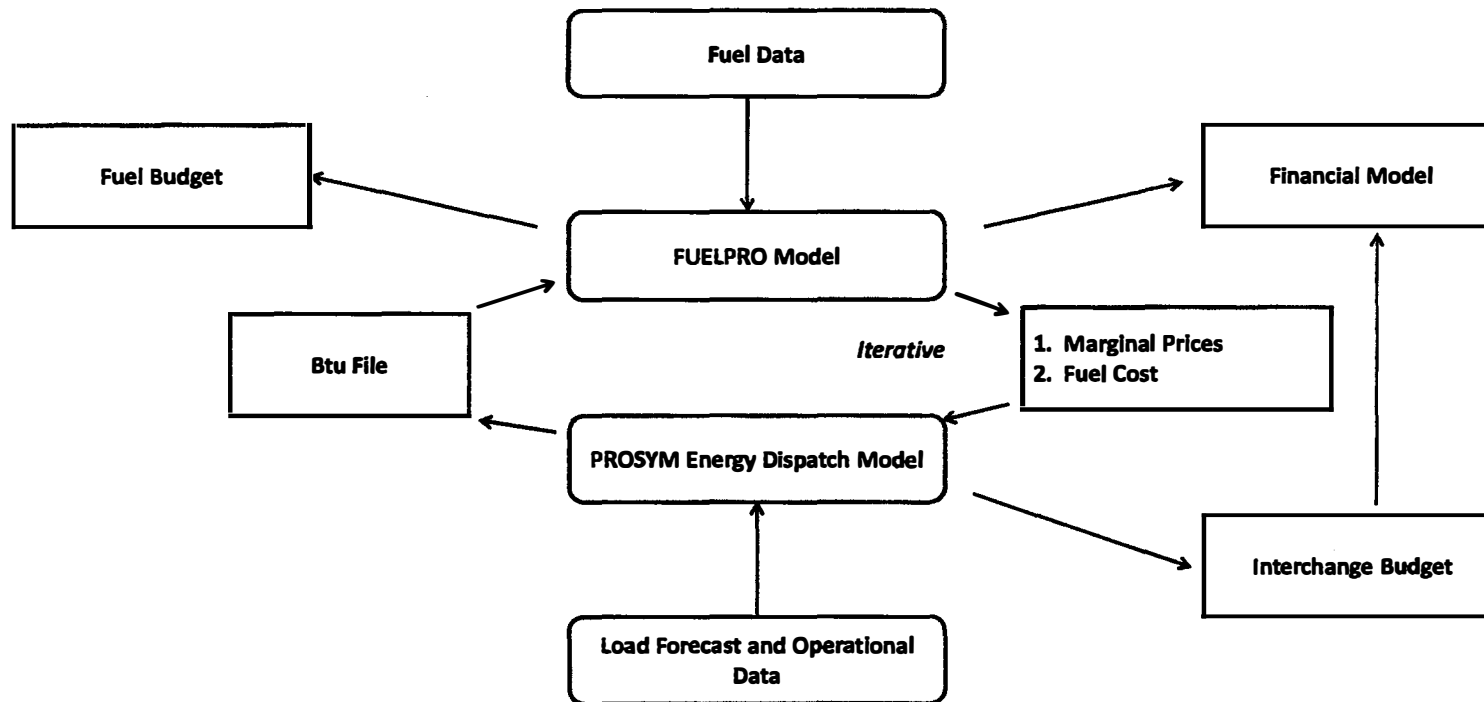 Fuel Data
Fuel Budget
Financial Model
FUELPRO Model
Btu File
Iterative
1. Marginal Prices
2. Fuel Cost
PROSYM Energy Dispatch Model
Interchange Budget
Load Forecast and Operational
Data